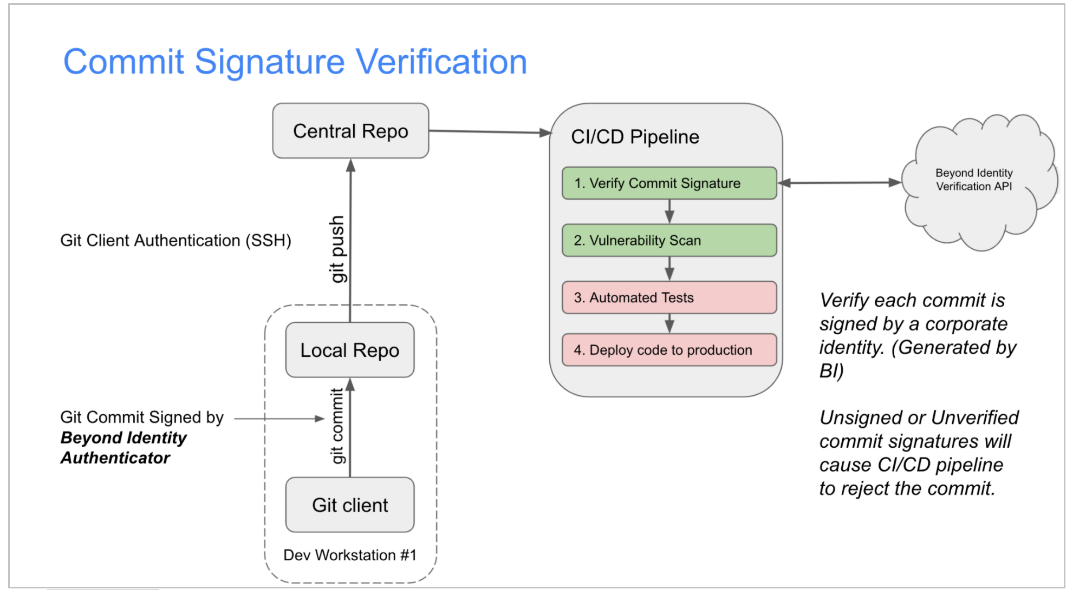 Commit Signature Verification
Central Repo
CI/CD Pipeline
1. Verify Commit Signature
2. Vulnerability Scan
3. Automated Tests
4. Deploy code to production
Beyond Identity
Verification API
Git Client Authentication (SSH)
git push
Local Repo
Git Commit Signed by
Beyond Identity
Authenticator
git commit
Git client
Dev Workstation #1
Verify each commit is
signed by a corporate
identity. (Generated by
BI)
Unsigned or Unverified
commit signatures will
cause CI/CD pipeline
to reject the commit.